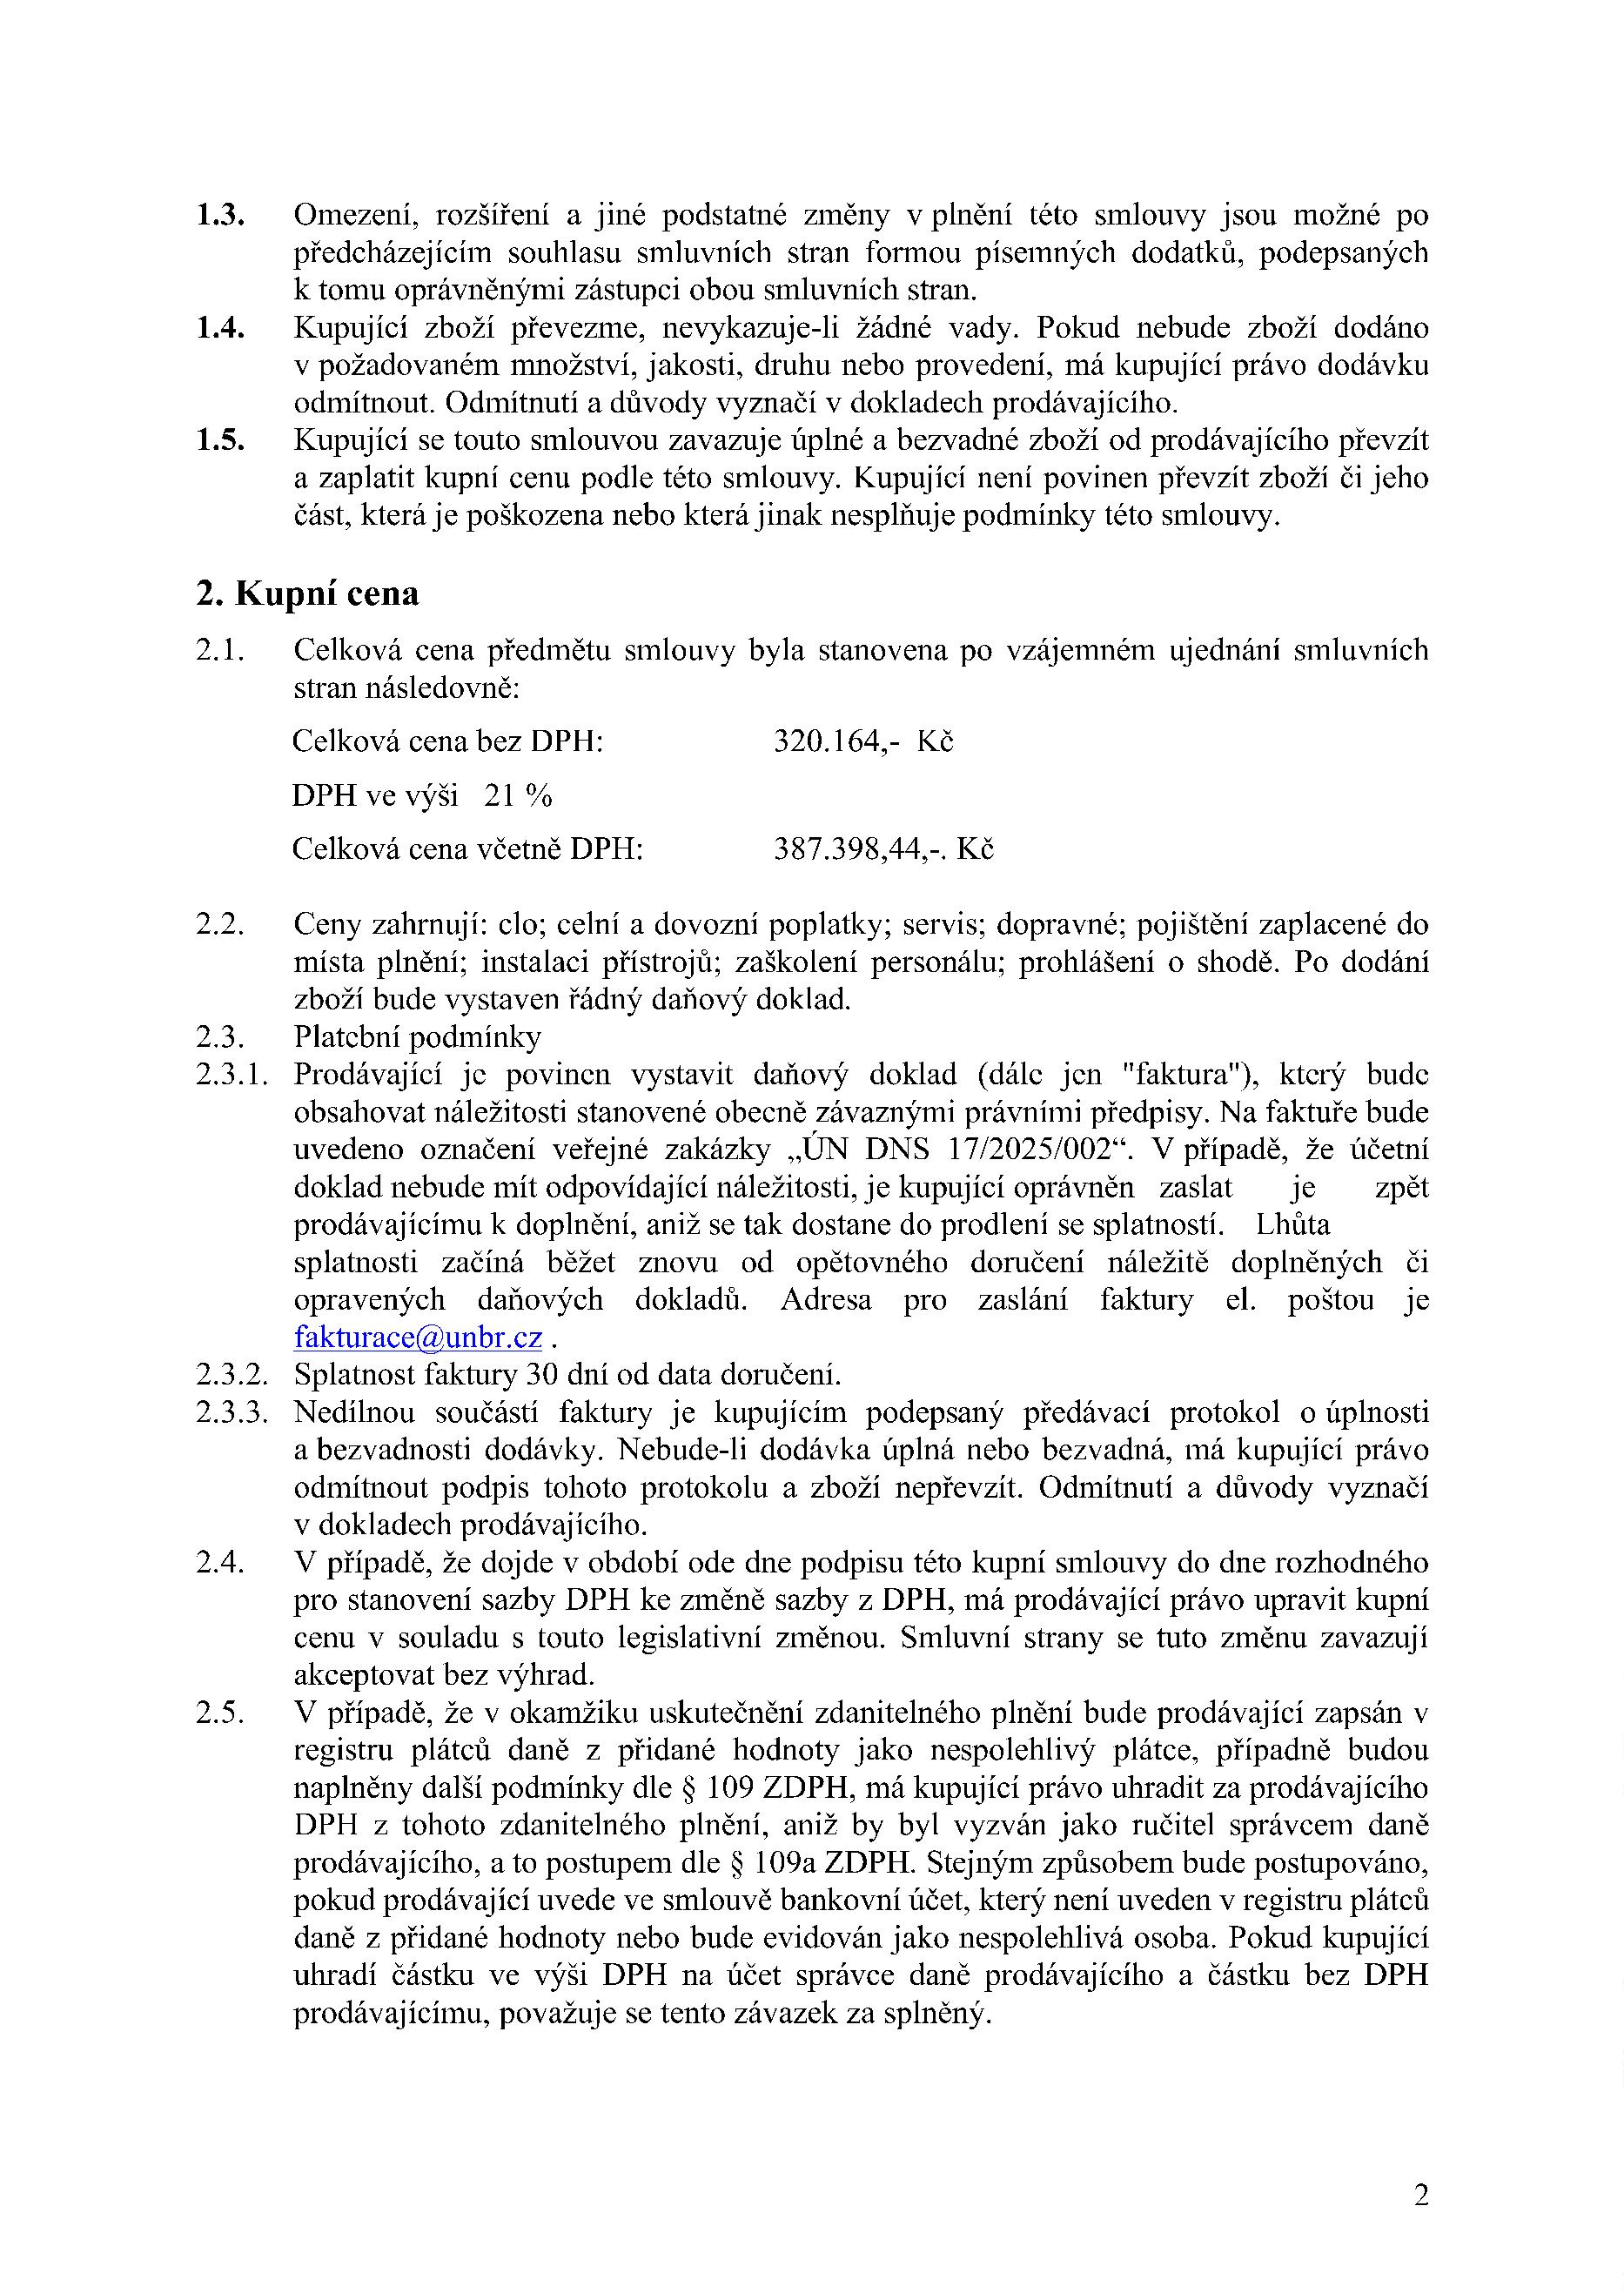 1.3. Omezení, rozšíření a jiné podstatné změny v plnění této smlouvy jsou možné po
předcházejícím souhlasu smluvních stran formou písemných dodatků, podepsaných
k tomu oprávněnými zástupci obou smluvních stran.
1.4. Kupující zboží převezme, nevykazuje-li žádné vady. Pokud nebude zboží dodáno
v požadovaném množství, jakosti, druhu nebo provedení, má kupující právo dodávku
odmítnout. Odmítnutí a důvody vyznačí v dokladech prodávajícího.
1.5. Kupující se touto smlouvou zavazuje úplné a bezvadné zboží od prodávajícího převzít
a zaplatit kupní cenu podle této smlouvy. Kupující není povinen převzít zboží či jeho
část, která je poškozena nebo která jinak nesplňuje podmínky této smlouvy.
2. Kupní cena
2.1. Celková cena předmětu smlouvy byla stanovena po vzájemném ujednání smluvních
stran následovně:
Celková cena bez DPH: 320.164,- Kč
DPH ve výši 21 %
Celková cena včetně DPH: 387.398,44,-. Kč
2.2. Ceny zahrnují: clo; celní a dovozní poplatky; servis; dopravné; pojištění zaplacené do
místa plnění; instalaci přístrojů; zaškolení personálu; prohlášení o shodě. Po dodání
zboží bude vystaven řádný daňový doklad.
2.3. Platební podmínky
2.3.1. Prodávající je povinen vystavit daňový doklad (dále jen "faktura"), který bude
obsahovat náležitosti stanovené obecně závaznými právními předpisy. Na faktuře bude
uvedeno označení veřejné zakázky „ÚN DNS 17/2025/002“. V případě, že účetní
doklad nebude mít odpovídající náležitosti, je kupující oprávněn zaslat je zpět
prodávajícímu k doplnění, aniž se tak dostane do prodlení se splatností. Lhůta
splatnosti začíná běžet znovu od opětovného doručení náležitě doplněných či
opravených daňových dokladů. Adresa pro zaslání faktury el. poštou je
fakturace@unbr.cz .
2.3.2. Splatnost faktury 30 dní od data doručení.
2.3.3. Nedílnou součástí faktury je kupujícím podepsaný předávací protokol o úplnosti
a bezvadnosti dodávky. Nebude-li dodávka úplná nebo bezvadná, má kupující právo
odmítnout podpis tohoto protokolu a zboží nepřevzít. Odmítnutí a důvody vyznačí
v dokladech prodávajícího.
2.4. V případě, že dojde v období ode dne podpisu této kupní smlouvy do dne rozhodného
pro stanovení sazby DPH ke změně sazby z DPH, má prodávající právo upravit kupní
cenu v souladu s touto legislativní změnou. Smluvní strany se tuto změnu zavazují
akceptovat bez výhrad.
2.5. V případě, že v okamžiku uskutečnění zdanitelného plnění bude prodávající zapsán v
registru plátců daně z přidané hodnoty jako nespolehlivý plátce, případně budou
naplněny další podmínky dle § 109 ZDPH, má kupující právo uhradit za prodávajícího
DPH z tohoto zdanitelného plnění, aniž by byl vyzván jako ručitel správcem daně
prodávajícího, a to postupem dle § 109a ZDPH. Stejným způsobem bude postupováno,
pokud prodávající uvede ve smlouvě bankovní účet, který není uveden v registru plátců
daně z přidané hodnoty nebo bude evidován jako nespolehlivá osoba. Pokud kupující
uhradí částku ve výši DPH na účet správce daně prodávajícího a částku bez DPH
prodávajícímu, považuje se tento závazek za splněný.
2